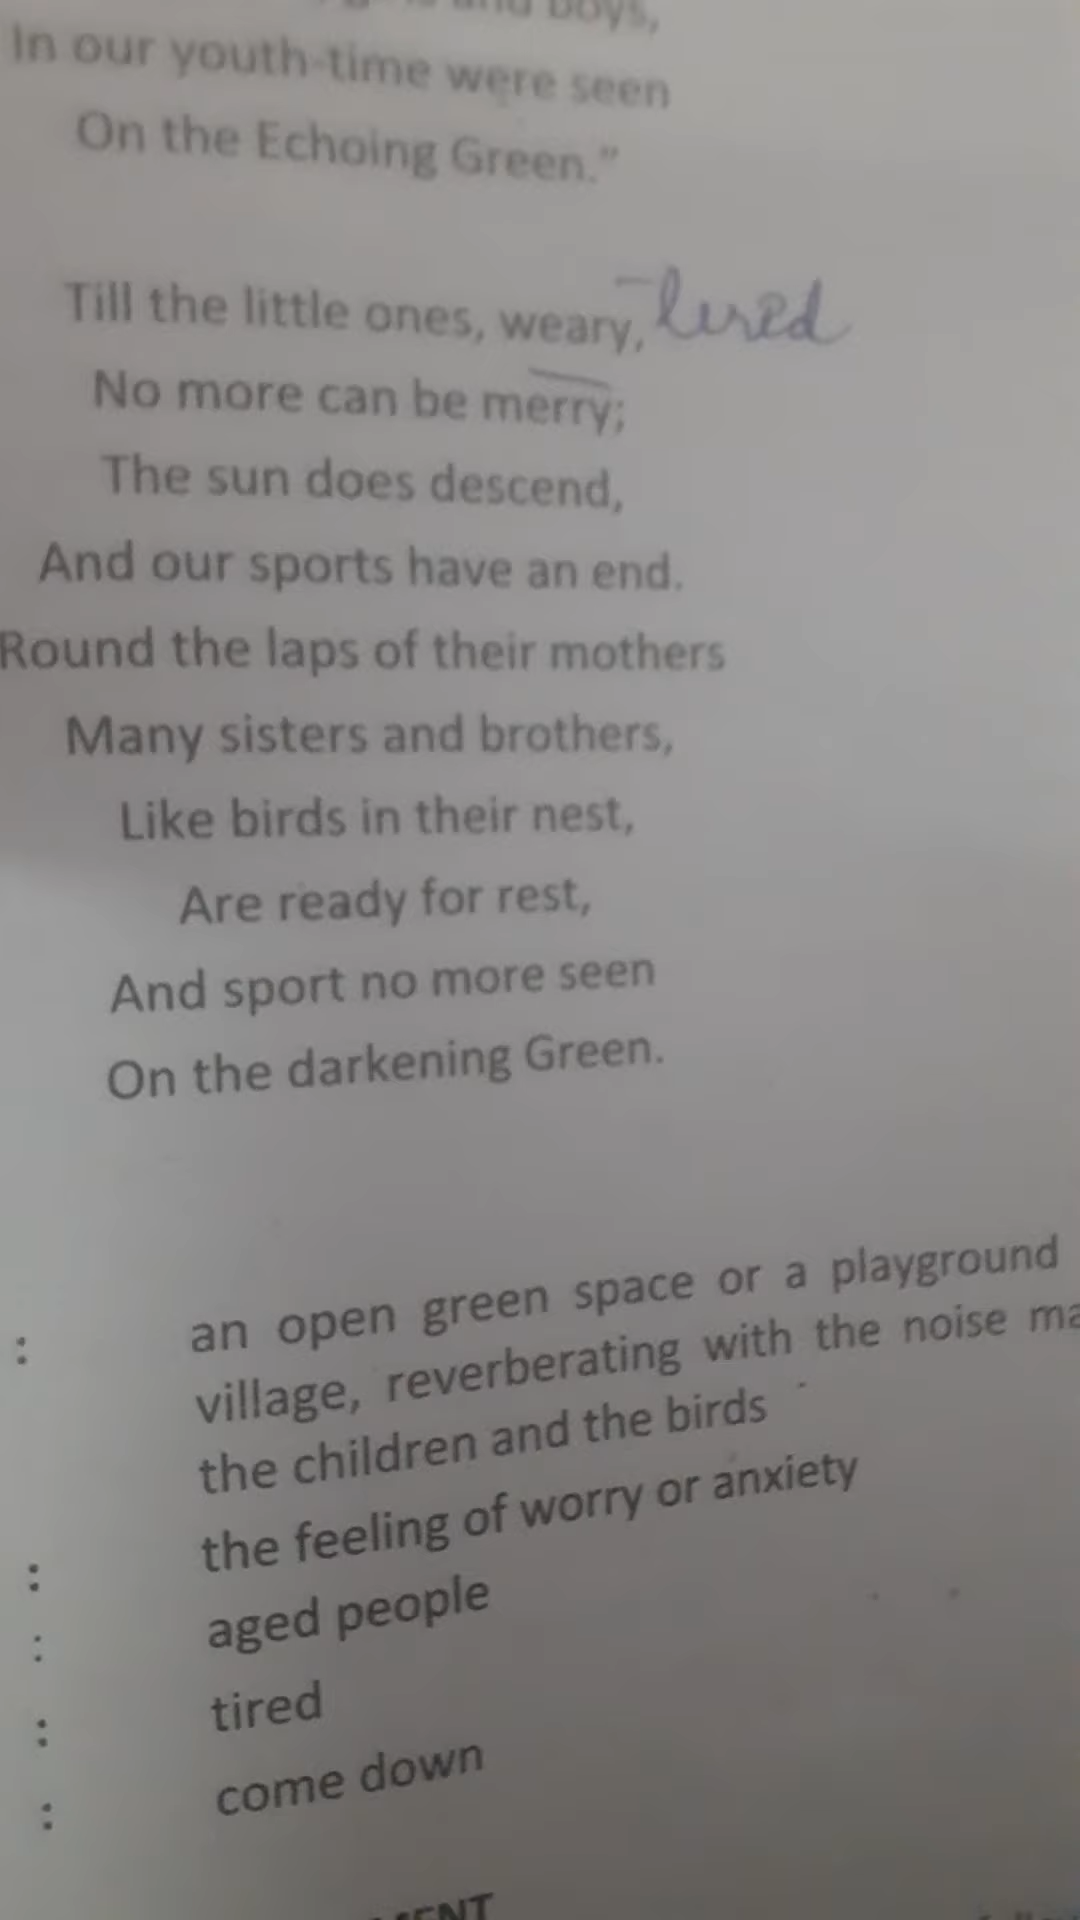 and boys,
In our youth-time were seen
On the Echoing Green."
Till the little ones, weary, - tired
No more can be merry;
The sun does descend,
And our sports have an end.
Round the laps of their mothers
Many sisters and brothers,
Like birds in their nest,
Are ready for rest,
And sport no more seen
On the darkening Green.
: an open green space or a playground
village, reverberating with the noise ma
the children and the birds
: the feeling of worry or anxiety
: aged people
: tired
: come down